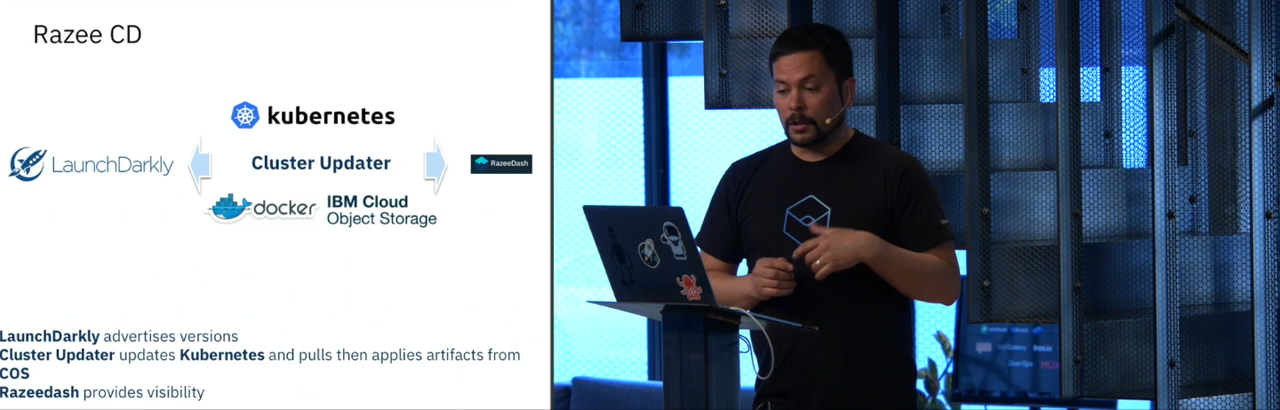 Razee CD
kubernetes
LaunchDarkly
Cluster Updater
RazeeDash
docker
IBM Cloud
Object Storage
LaunchDarkly advertises versions
Cluster Updater updates Kubernetes and pulls then applies artifacts from
COS
Razeedash provides visibility